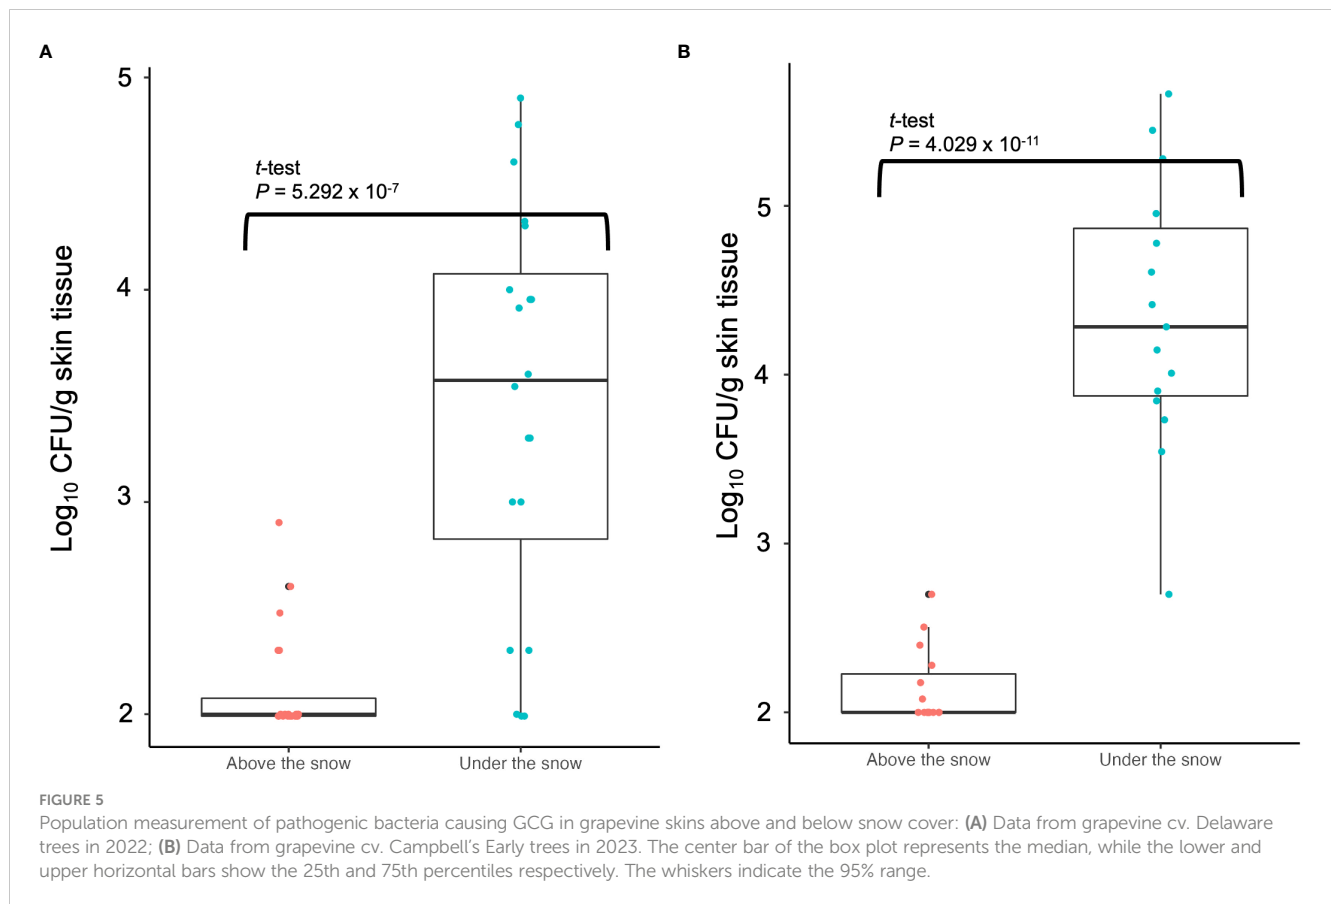 A
5
4
3
2
Log10 CFU/g skin tissue
t-test
P = 5.292 x 10-7
Above the snow
Under the snow
B
5
4
3
2
Log10 CFU/g skin tissue
t-test
P = 4.029 x 10-11
Above the snow
Under the snow
FIGURE 5
Population measurement of pathogenic bacteria causing GCG in grapevine skins above and below snow cover: (A) Data from grapevine cv. Delaware
trees in 2022; (B) Data from grapevine cv. Campbell's Early trees in 2023. The center bar of the box plot represents the median, while the lower and
upper horizontal bars show the 25th and 75th percentiles respectively. The whiskers indicate the 95% range.